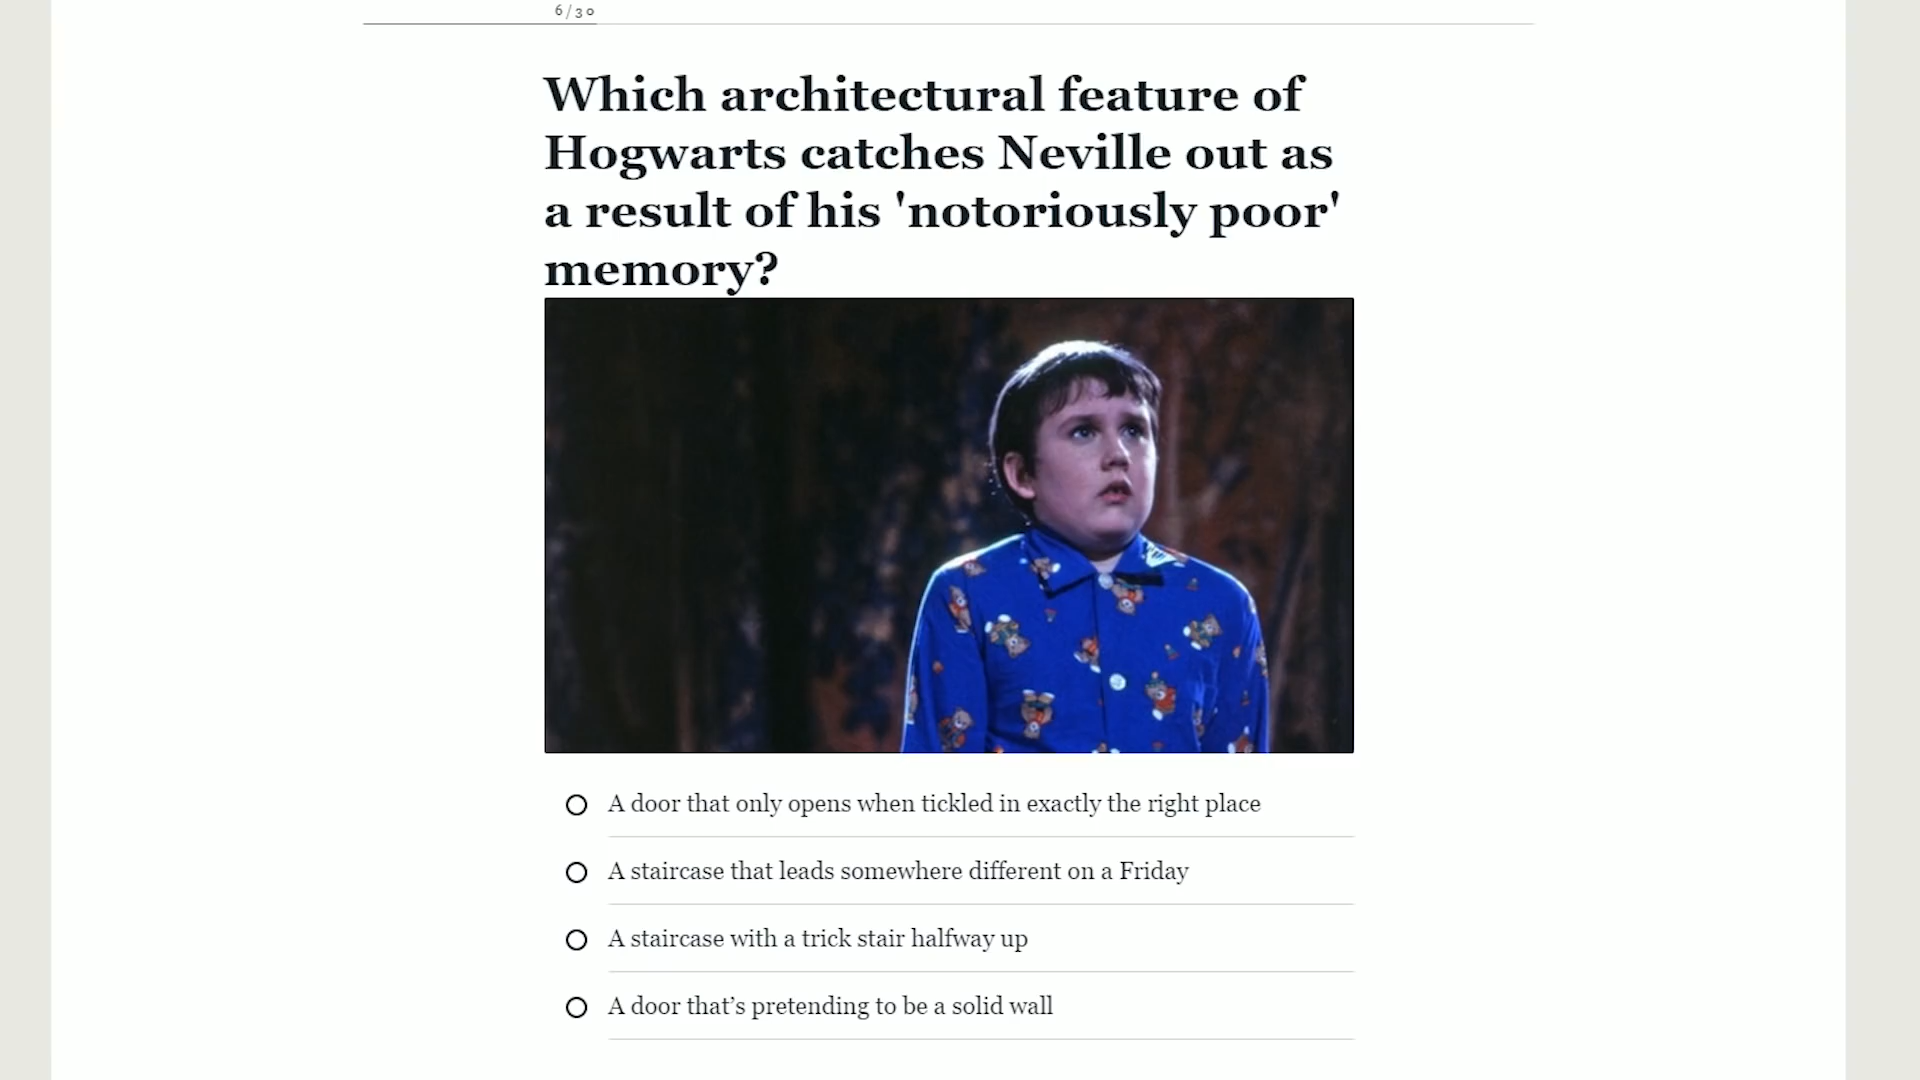 6/30
Which architectural feature of
Hogwarts catches Neville out as
a result of his 'notoriously poor'
memory?
A door that only opens when tickled in exactly the right place
A staircase that leads somewhere different on a Friday
A staircase with a trick stair halfway up
A door that’s pretending to be a solid wall